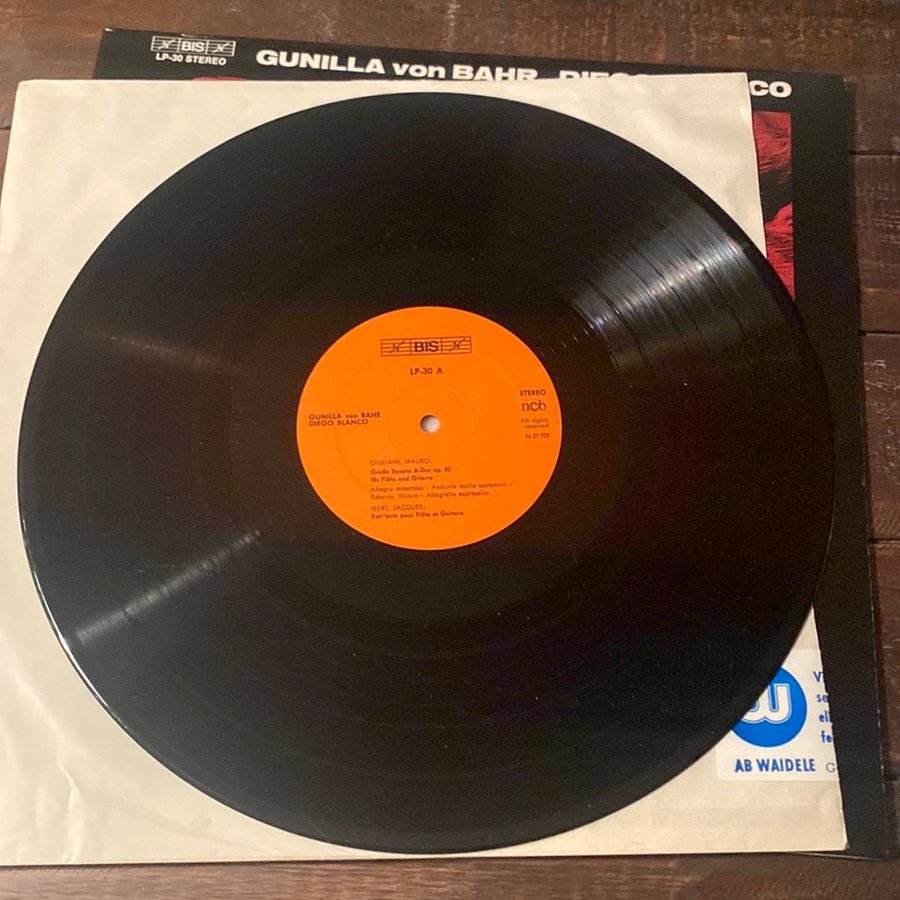 BIS
LP-30 STEREO
GUNILLA von BAHR
CO
BIS
LP-30 A
STEREO
ncb
All rights
reserved
GUNILLA von BAHR
DIEGO BLANCO
GIULIANI, MAURO:
Große Sonate A-Dur op. 85
für Flöte und Gitarre
Allegro maestoso - Andante molto sostenuto -
Scherzo. Vivace - Allegretto espressivo
IBERT, JACQUES:
Entr'acte pour Flûte et Guitare
W
AB WAIDELE